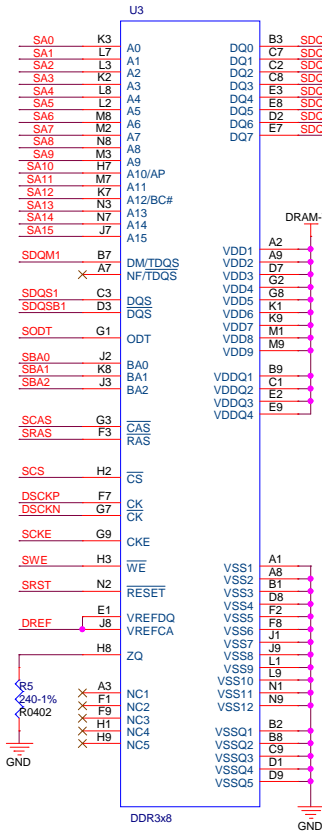 U3
SA0 K3 A0 DQ0 B3 SDQ
SA1 L7 A1 DQ1 C7 SDQ
SA2 L3 A2 DQ2 C2 SDQ
SA3 K2 A3 DQ3 C8 SDQ
SA4 L8 A4 DQ4 E3 SDQ
SA5 L2 A5 DQ5 E8 SDQ
SA6 M8 A6 DQ6 D2 SDQ
SA7 M2 A7 DQ7 E7 SDQ
SA8 N8 A8
SA9 M3 A9
SA10 H7 A10/AP
SA11 M7 A11
SA12 K7 A12/BC#
SA13 N3 A13
SA14 N7 A14 DRAM-
SA15 J7 A15
VDD1 A2
SDQM1 B7 DM/TDQS VDD2 A9
A7 NF/TDQS VDD3 D7
VDD4 G2
SDQS1 C3 DQS VDD5 G8
SDQSB1 D3 DQS VDD6 K1
VDD7 K9
SODT G1 ODT VDD8 M1
VDD9 M9
SBA0 J2 BA0
SBA1 K8 BA1 VDDQ1 B9
SBA2 J3 BA2 VDDQ2 C1
VDDQ3 E2
VDDQ4 E9
SCAS G3 CAS
SRAS F3 RAS
SCS H2 CS
DSCKP F7 CK
DSCKN G7 CK
SCKE G9 CKE
SWE H3 WE VSS1 A1
VSS2 A8
SRST N2 RESET VSS3 B1
VSS4 D8
E1 VREFDQ VSS5 F2
DREF J8 VREFCA VSS6 F8
VSS7 J1
H8 ZQ VSS8 J9
VSS9 L1
VSS10 L9
R5 A3 NC1 VSS11 N1
240-1% F1 NC2 VSS12 N9
R0402 F9 NC3
H1 NC4 VSSQ1 B2
H9 NC5 VSSQ2 B8
VSSQ3 C9
GND VSSQ4 D1
VSSQ5 D9
DDR3x8
GND